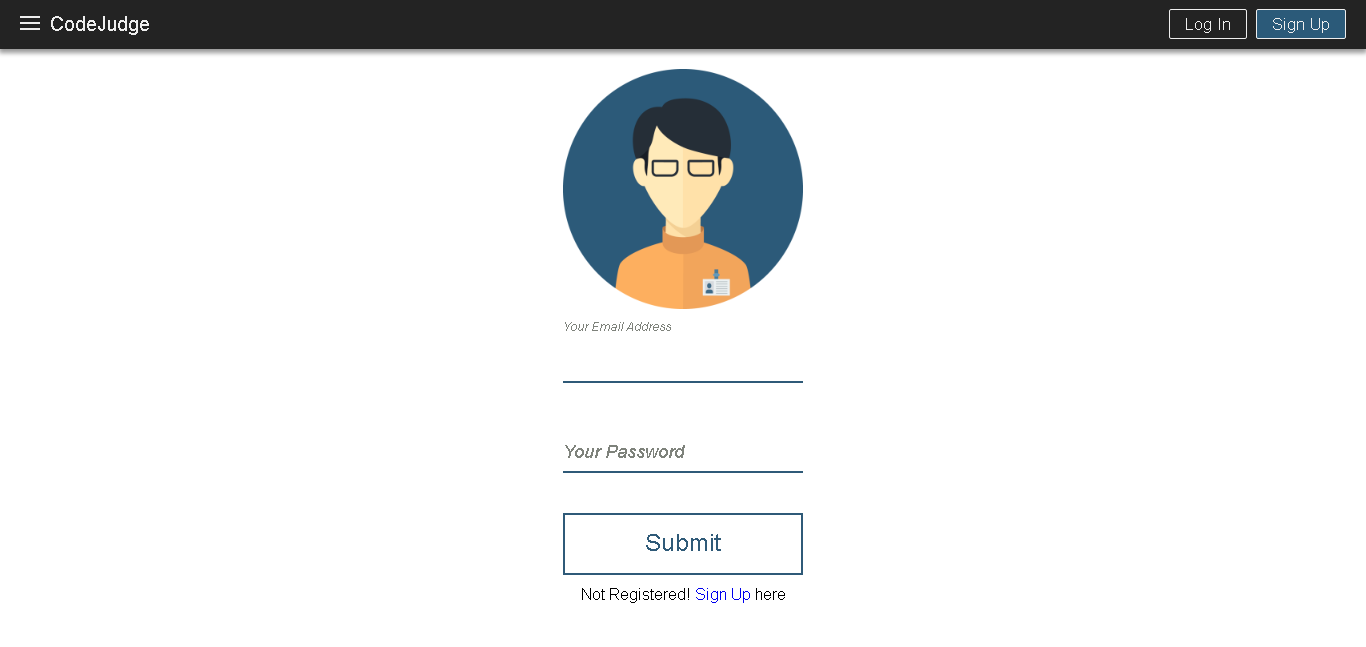 CodeJudge Log In Sign Up
Your Email Address
Your Password
Submit
Not Registered! Sign Up here